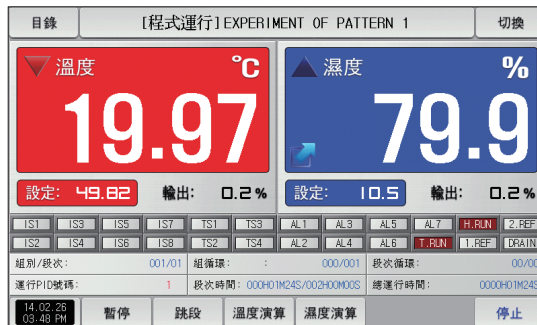 目錄 [程式運行]EXPERIMENT OF PATTERN 1 切換
溫度 °C 濕度 %
19.97 79.9
設定: 49.82 輸出: 0.2 % 設定: 10.5 輸出: 0.2 %
IS1 IS3 IS5 IS7 TS1 TS3 AL1 AL3 AL5 AL7 H.RUN 2.REF
IS2 IS4 IS6 IS8 TS2 TS4 AL2 AL4 AL6 T.RUN 1.REF DRAIN
組別/段次: 001/01 組循環: : 000/001 段次循環: 00/00
運行PID號碼: 1 段次時間: 000H01M24S/002H00M00S 總運行時間: 0000H01M24S
14.02.26
03:48 PM 暫停 跳段 溫度演算 濕度演算 停止